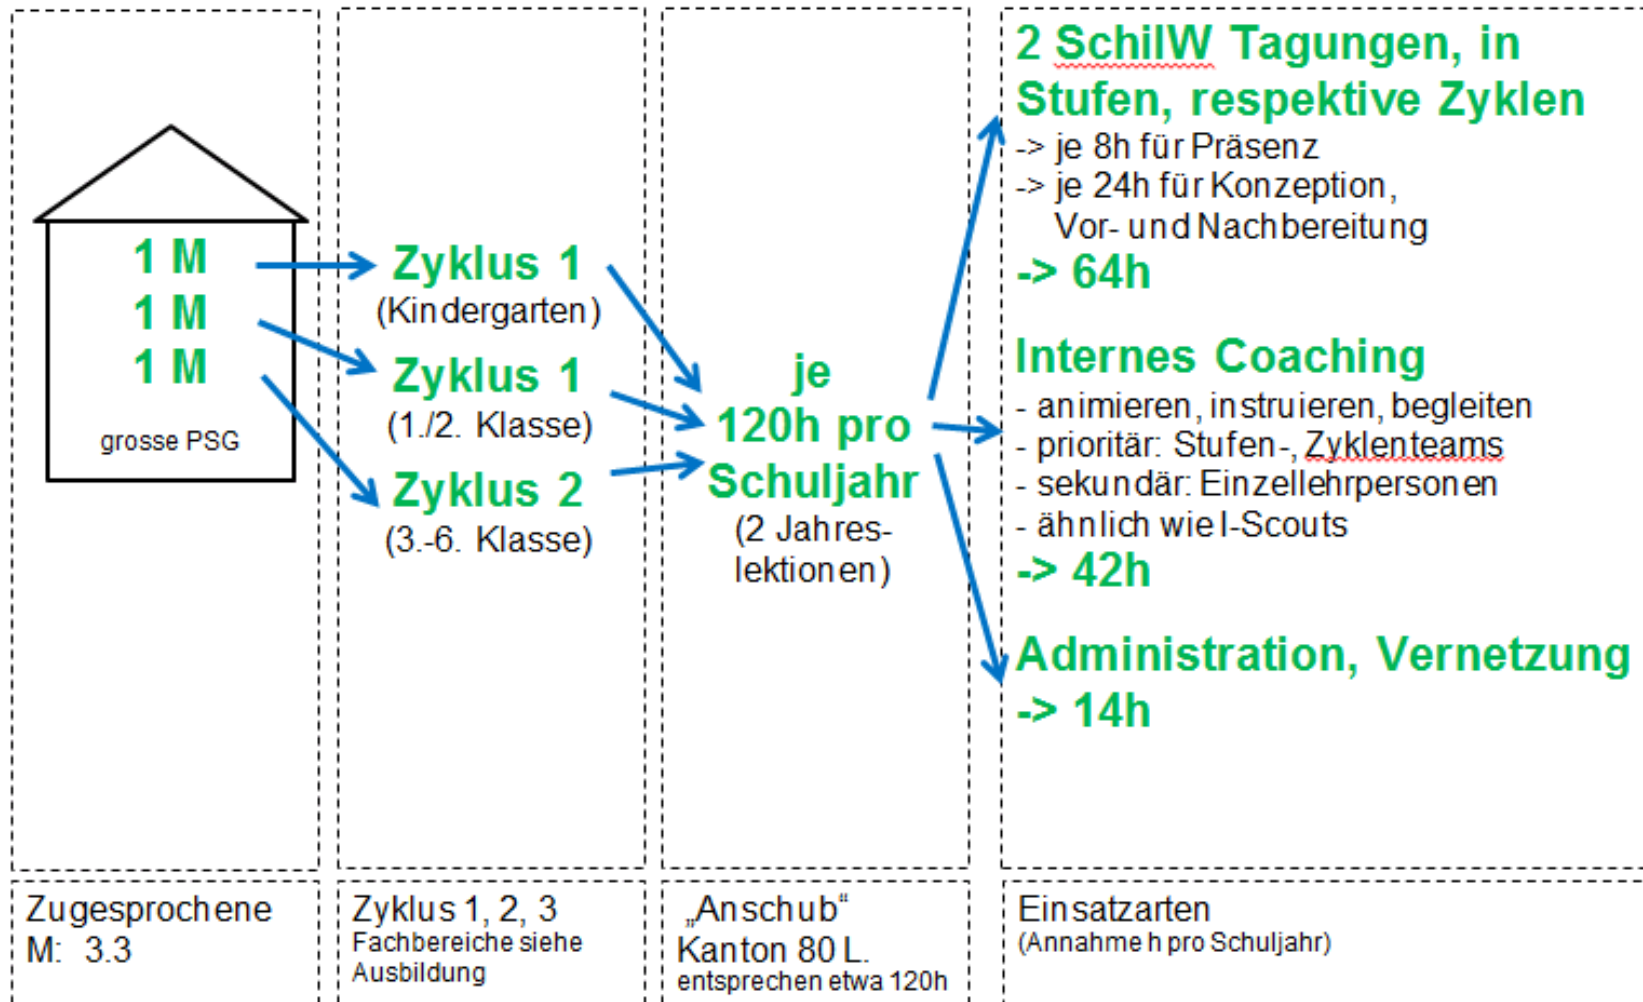 1 M
1 M
1 M
grosse PSG
Zyklus 1
(Kindergarten)
Zyklus 1
(1./2. Klasse)
Zyklus 2
(3.-6. Klasse)
je
120h pro
Schuljahr
(2 Jahres-
lektionen)
2 SchilW Tagungen, in
Stufen, respektive Zyklen
-> je 8h für Präsenz
-> je 24h für Konzeption,
Vor- und Nachbereitung
-> 64h
Internes Coaching
- animieren, instruieren, begleiten
- prioritär: Stufen-, Zyklenteams
- sekundär: Einzellehrpersonen
- ähnlich wie I-Scouts
-> 42h
Administration, Vernetzung
-> 14h
Zugesprochene
M: 3.3
Zyklus 1, 2, 3
Fachbereiche siehe
Ausbildung
„Anschub“
Kanton 80 L.
entsprechen etwa 120h
Einsatzarten
(Annahme h pro Schuljahr)